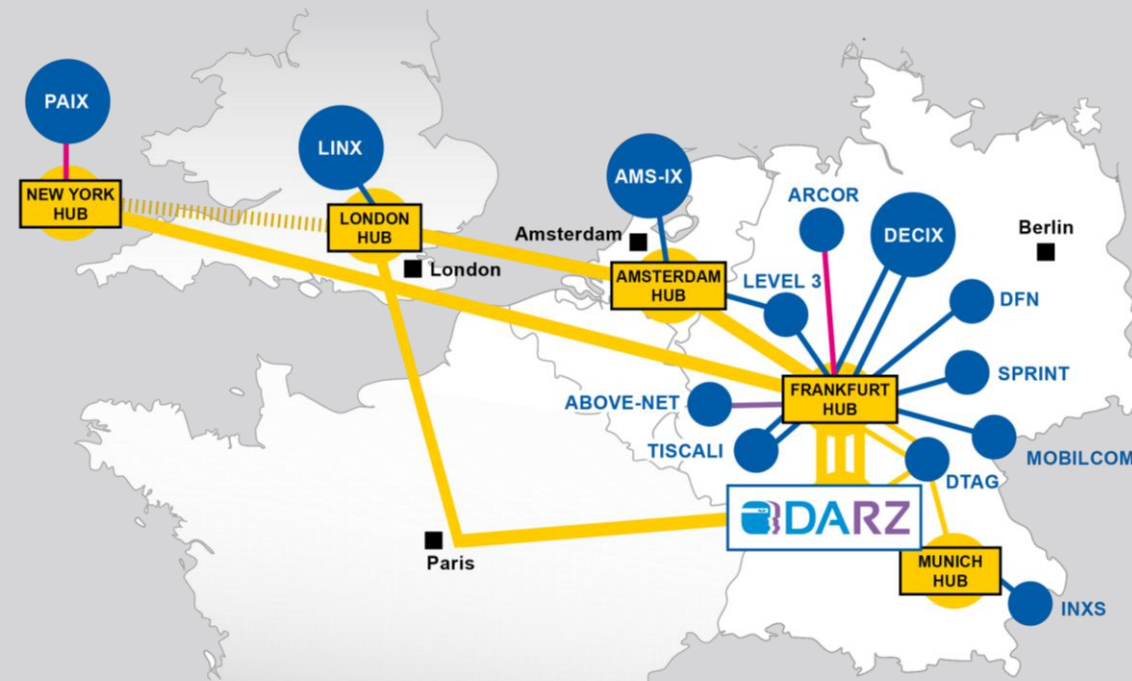 PAIX
NEW YORK
HUB
LINX
LONDON
HUB
London
AMS-IX
Amsterdam
AMSTERDAM
HUB
LEVEL 3
ARCOR
DECIX
Berlin
DFN
SPRINT
FRANKFURT
HUB
ABOVE-NET
TISCALI
MOBILCOM
DTAG
DARZ
Paris
MUNICH
HUB
INXS